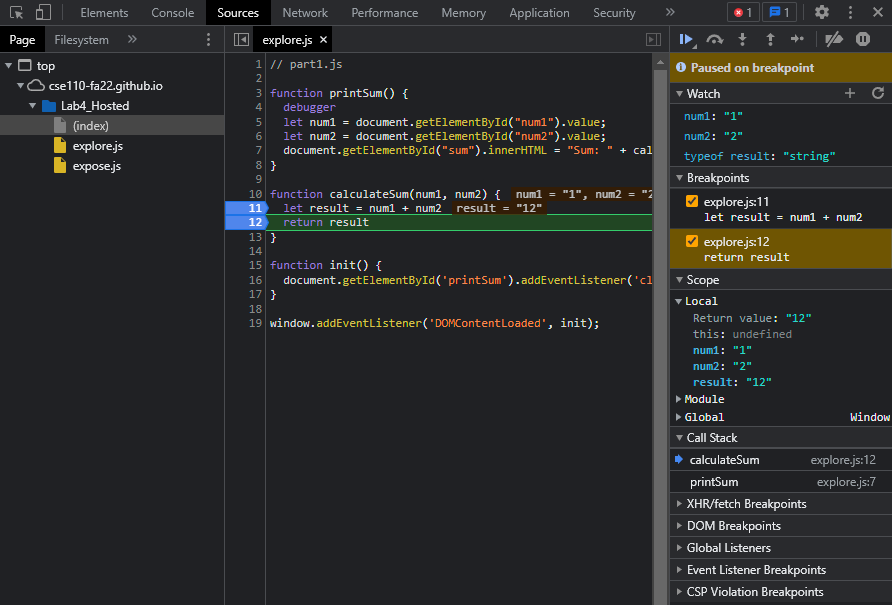 Elements Console Sources Network Performance Memory Application Security » 1 1
Page Filesystem »
explore.js ×
top
cse110-fa22.github.io
Lab4_Hosted
(index)
explore.js
expose.js
1 // part1.js
2
3 function printSum() {
4 debugger
5 let num1 = document.getElementById("num1").value;
6 let num2 = document.getElementById("num2").value;
7 document.getElementById("sum").innerHTML = "Sum: " + cal
8 }
9
10 function calculateSum(num1, num2) { num1 = "1", num2 = "2
11 let result = num1 + num2 result = "12"
12 return result
13 }
14
15 function init() {
16 document.getElementById('printSum').addEventListener('cl
17 }
18
19 window.addEventListener('DOMContentLoaded', init);
Paused on breakpoint
Watch
num1: "1"
num2: "2"
typeof result: "string"
Breakpoints
explore.js:11
let result = num1 + num2
explore.js:12
return result
Scope
Local
Return value: "12"
this: undefined
num1: "1"
num2: "2"
result: "12"
Module
Global Window
Call Stack
calculateSum explore.js:12
printSum explore.js:7
XHR/fetch Breakpoints
DOM Breakpoints
Global Listeners
Event Listener Breakpoints
CSP Violation Breakpoints